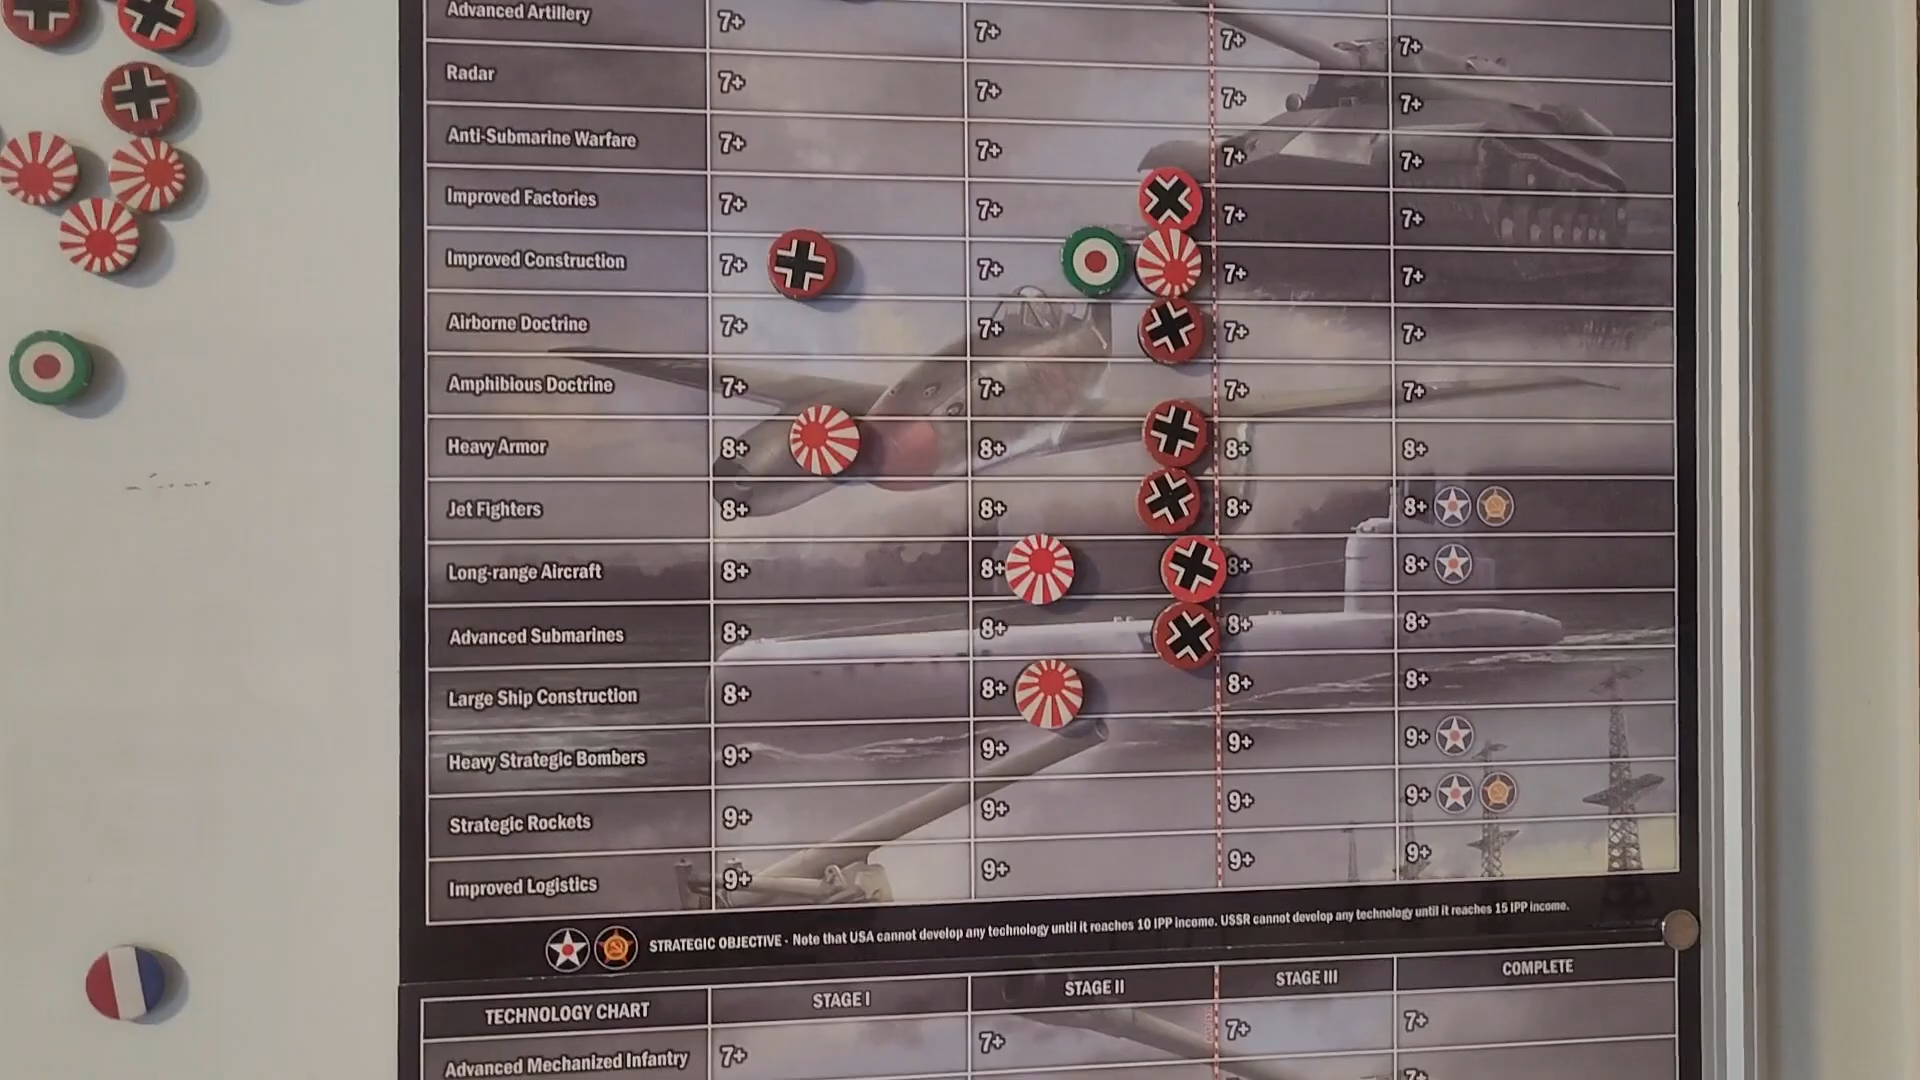 Advanced Artillery 7+ 7+ 7+ 7+
Radar 7+ 7+ 7+ 7+
Anti-Submarine Warfare 7+ 7+ 7+ 7+
Improved Factories 7+ 7+ 7+ 7+
Improved Construction 7+ 7+ 7+ 7+
Airborne Doctrine 7+ 7+ 7+ 7+
Amphibious Doctrine 7+ 7+ 7+ 7+
Heavy Armor 8+ 8+ 8+ 8+
Jet Fighters 8+ 8+ 8+ 8+
Long-range Aircraft 8+ 8+ 8+ 8+
Advanced Submarines 8+ 8+ 8+ 8+
Large Ship Construction 8+ 8+ 8+ 8+
Heavy Strategic Bombers 9+ 9+ 9+ 9+
Strategic Rockets 9+ 9+ 9+ 9+
Improved Logistics 9+ 9+ 9+ 9+
STRATEGIC OBJECTIVE - Note that USA cannot develop any technology until it reaches 10 IPP income. USSR cannot develop any technology until it reaches 15 IPP income.
TECHNOLOGY CHART STAGE I STAGE II STAGE III COMPLETE
Advanced Mechanized Infantry 7+ 7+ 7+ 7+
7+